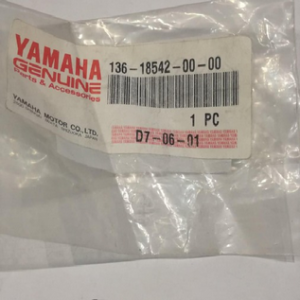 YAMAHA
GENUINE
Parts & Accessories
YAMAHA MOTOR CO.,LTD.
136-18542-00-00
1 PC
D7-06-01